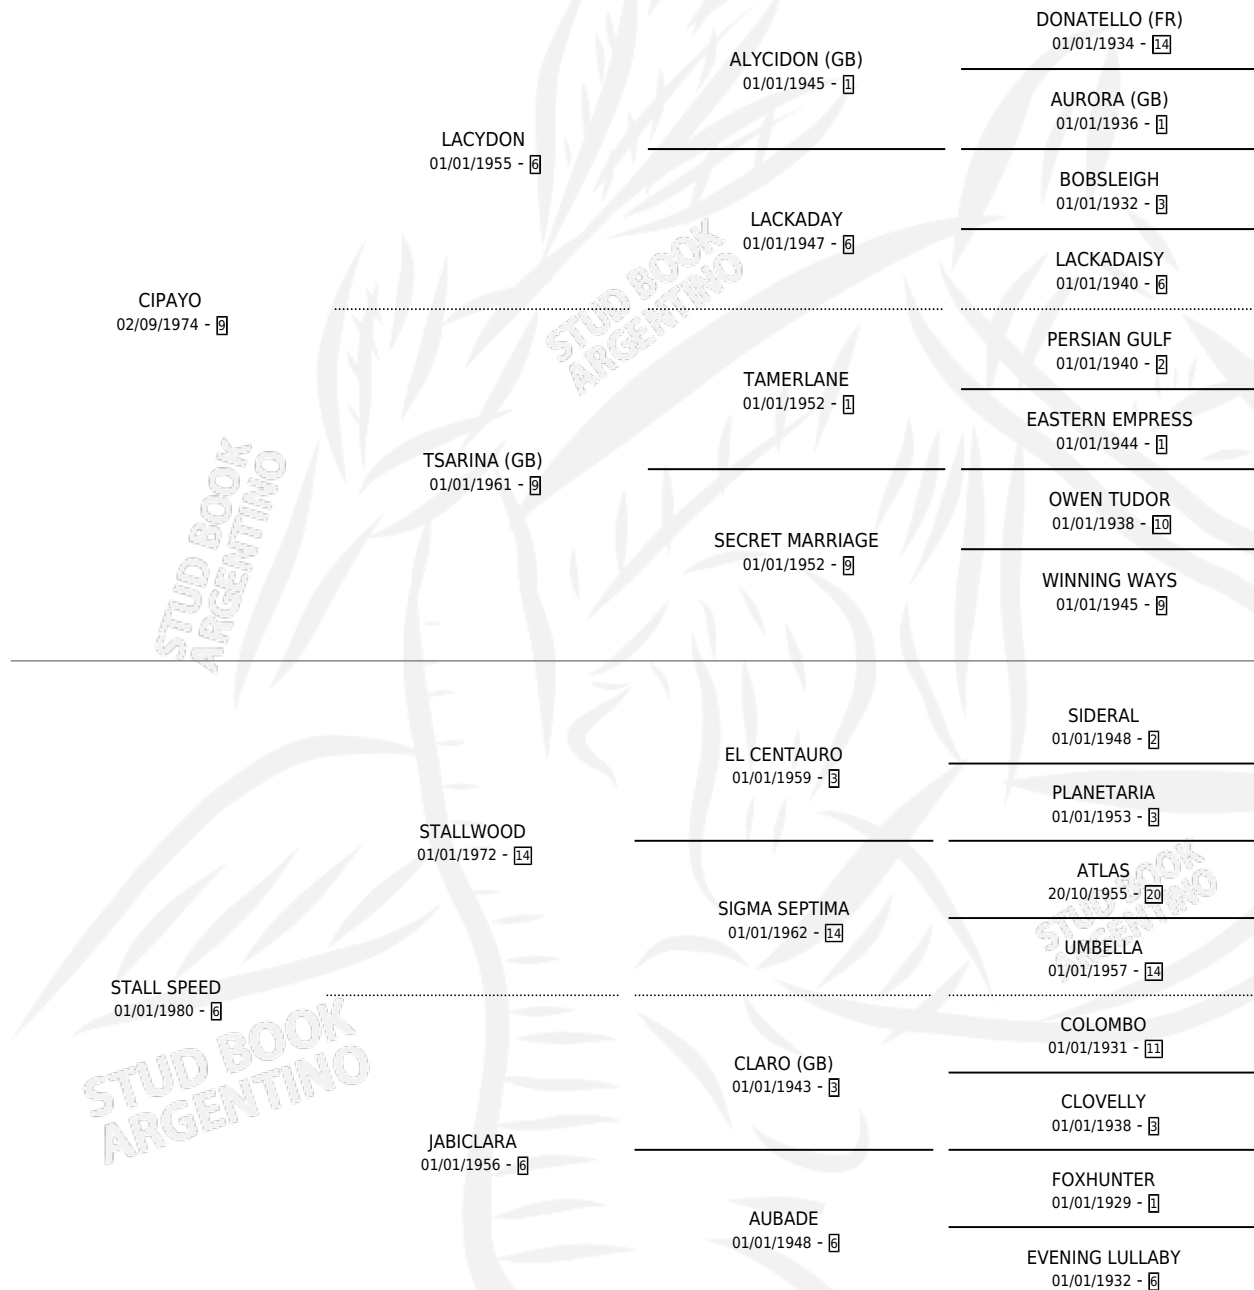 DONATELLO (FR)
01/01/1934 - 14
ALYCIDON (GB)
01/01/1945 - 1
AURORA (GB)
01/01/1936 - 1
LACYDON
01/01/1955 - 6
BOBSLEIGH
01/01/1932 - 3
LACKADAY
01/01/1947 - 6
LACKADAISY
01/01/1940 - 6
CIPAYO
02/09/1974 - 9
PERSIAN GULF
01/01/1940 - 2
TAMERLANE
01/01/1952 - 1
EASTERN EMPRESS
01/01/1944 - 1
TSARINA (GB)
01/01/1961 - 9
OWEN TUDOR
01/01/1938 - 10
SECRET MARRIAGE
01/01/1952 - 9
WINNING WAYS
01/01/1945 - 9
SIDERAL
01/01/1948 - 2
EL CENTAURO
01/01/1959 - 3
PLANETARIA
01/01/1953 - 3
STALLWOOD
01/01/1972 - 14
ATLAS
20/10/1955 - 20
SIGMA SEPTIMA
01/01/1962 - 14
UMBELLA
01/01/1957 - 14
STALL SPEED
01/01/1980 - 6
COLOMBO
01/01/1931 - 11
CLARO (GB)
01/01/1943 - 3
CLOVELLY
01/01/1938 - 3
JABICLARA
01/01/1956 - 6
FOXHUNTER
01/01/1929 - 1
AUBADE
01/01/1948 - 6
EVENING LULLABY
01/01/1932 - 6
STUD BOOK
ARGENTINO
STUD BOOK
ARGENTINO
STUD BOOK
ARGENTINO
STUD BOOK
ARGENTINO